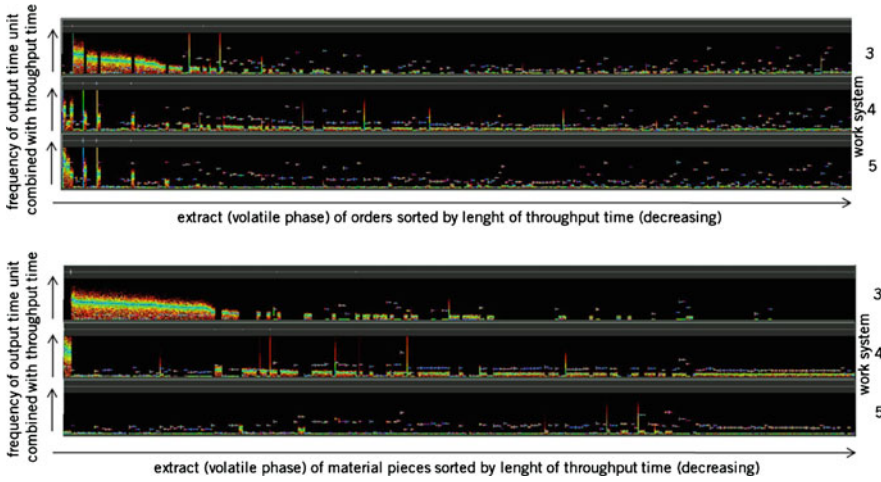 frequency of output time unit
combined with throughput time
3
4
5
work system
extract (volatile phase) of orders sorted by lenght of throughput time (decreasing)
frequency of output time unit
combined with throughput time
3
4
5
work system
extract (volatile phase) of material pieces sorted by lenght of throughput time (decreasing)